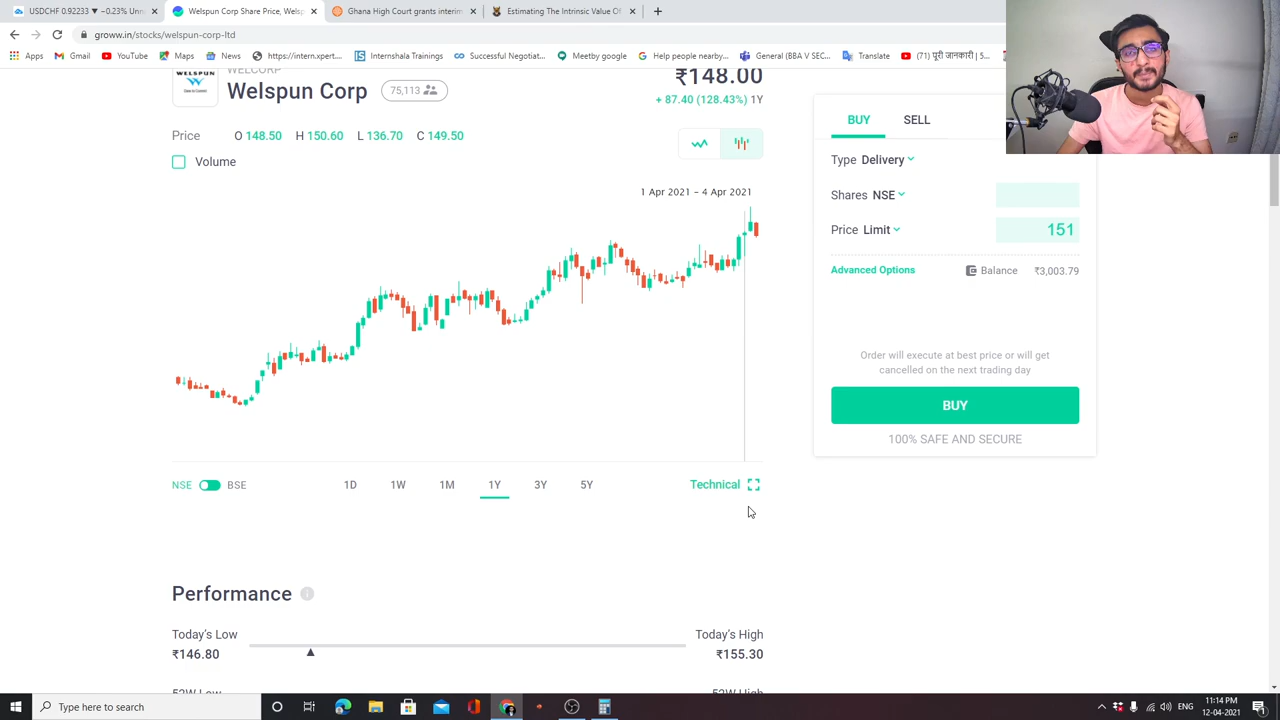 USDCHF 0.92233 ▼ −0.23% Unn
Welspun Corp Share Price, Welsp
Ghana High Court grants interim
Estimating The Intrinsic Value Of
groww.in/stocks/welspun-corp-ltd
Apps
Gmail
YouTube
Maps
News
https://intern.xpert...
Internshala Trainings
Successful Negotiat...
Meetby google
Help people nearby...
General (BBA V SEC...
Translate
(71) पूरी जानकारी | 5...
WELSPUN
WELCORP
Welspun Corp
75,113
₹148.00
+ 87.40 (128.43%) 1Y
Price O 148.50 H 150.60 L 136.70 C 149.50
Volume
1 Apr 2021 - 4 Apr 2021
NSE BSE 1D 1W 1M 1Y 3Y 5Y Technical
BUY SELL
Type Delivery
Shares NSE
Price Limit 151
Advanced Options Balance ₹3,003.79
Order will execute at best price or will get
cancelled on the next trading day
BUY
100% SAFE AND SECURE
Performance
Today's Low Today's High
₹146.80 ₹155.30
52W Low 52W High
Type here to search
ENG
11:14 PM
12-04-2021